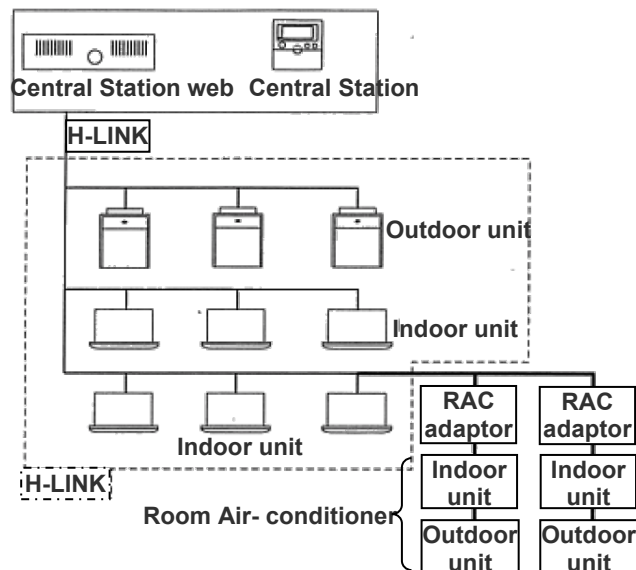 Central Station web Central Station
H-LINK
Outdoor unit
Indoor unit
RAC
adaptor
RAC
adaptor
Indoor unit
H-LINK
Indoor
unit
Indoor
unit
Room Air- conditioner
Outdoor
unit
Outdoor
unit